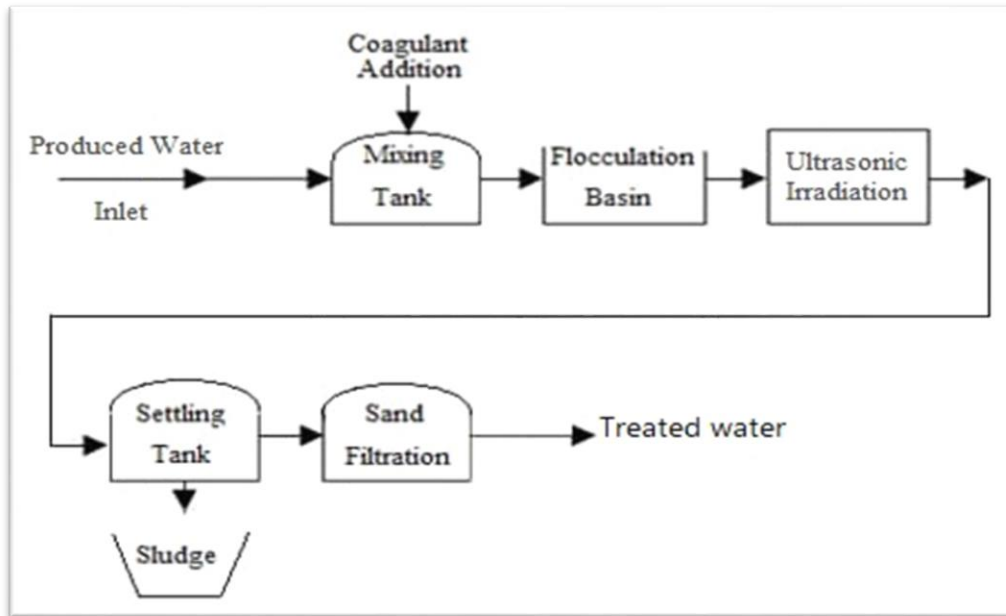 Coagulant
Addition
Produced Water
Inlet
Mixing
Tank
Flocculation
Basin
Ultrasonic
Irradiation
Settling
Tank
Sand
Filtration
Treated water
Sludge